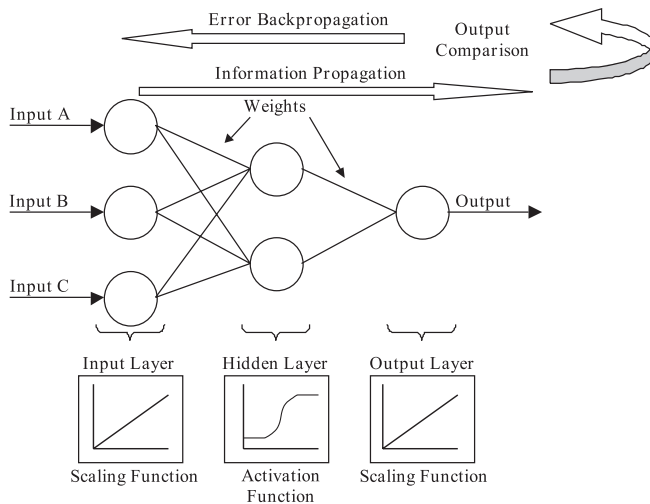 Error Backpropagation
Output
Comparison
Information Propagation
Weights
Input A
Input B
Output
Input C
Input Layer
Hidden Layer
Output Layer
Scaling Function
Activation
Function
Scaling Function